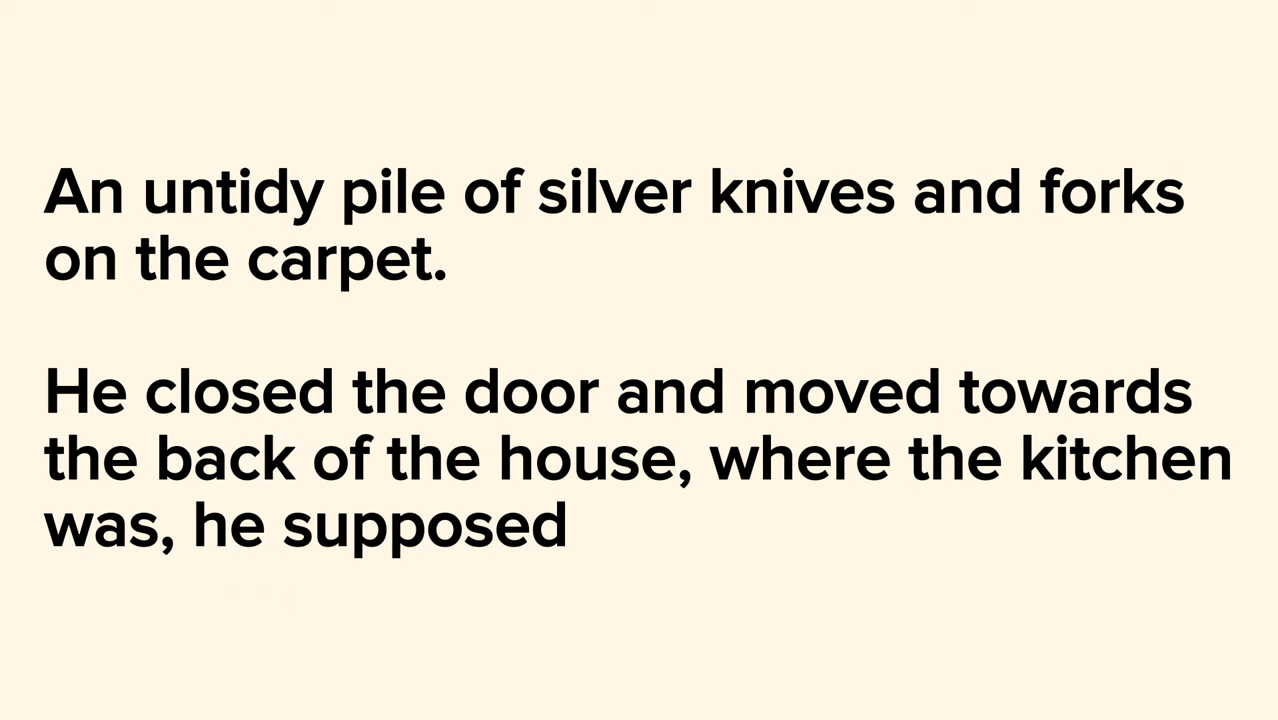 An untidy pile of silver knives and forks
on the carpet.
He closed the door and moved towards
the back of the house, where the kitchen
was, he supposed